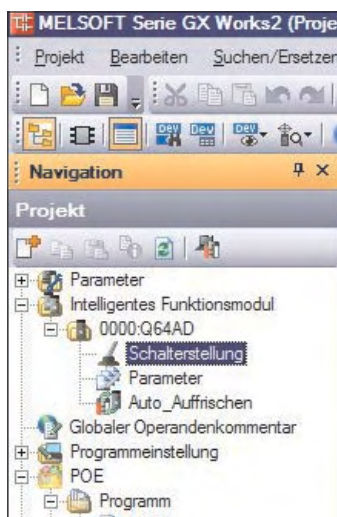 MELSOFT Serie GX Works2 (Proje
Projekt Bearbeiten Suchen/Ersetzen
Navigation
Projekt
Parameter
Intelligentes Funktionsmodul
0000:Q64AD
Schalterstellung
Parameter
Auto_Auffrischen
Globaler Operandenkommentar
Programmeinstellung
POE
Programm